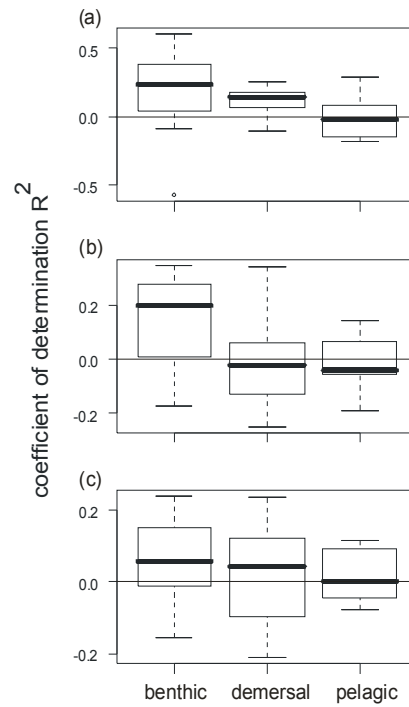 (a)
0.5
0.0
-0.5
(b)
0.2
0.0
-0.2
(c)
0.2
0.0
-0.2
coefficient of determination R²
benthic demersal pelagic